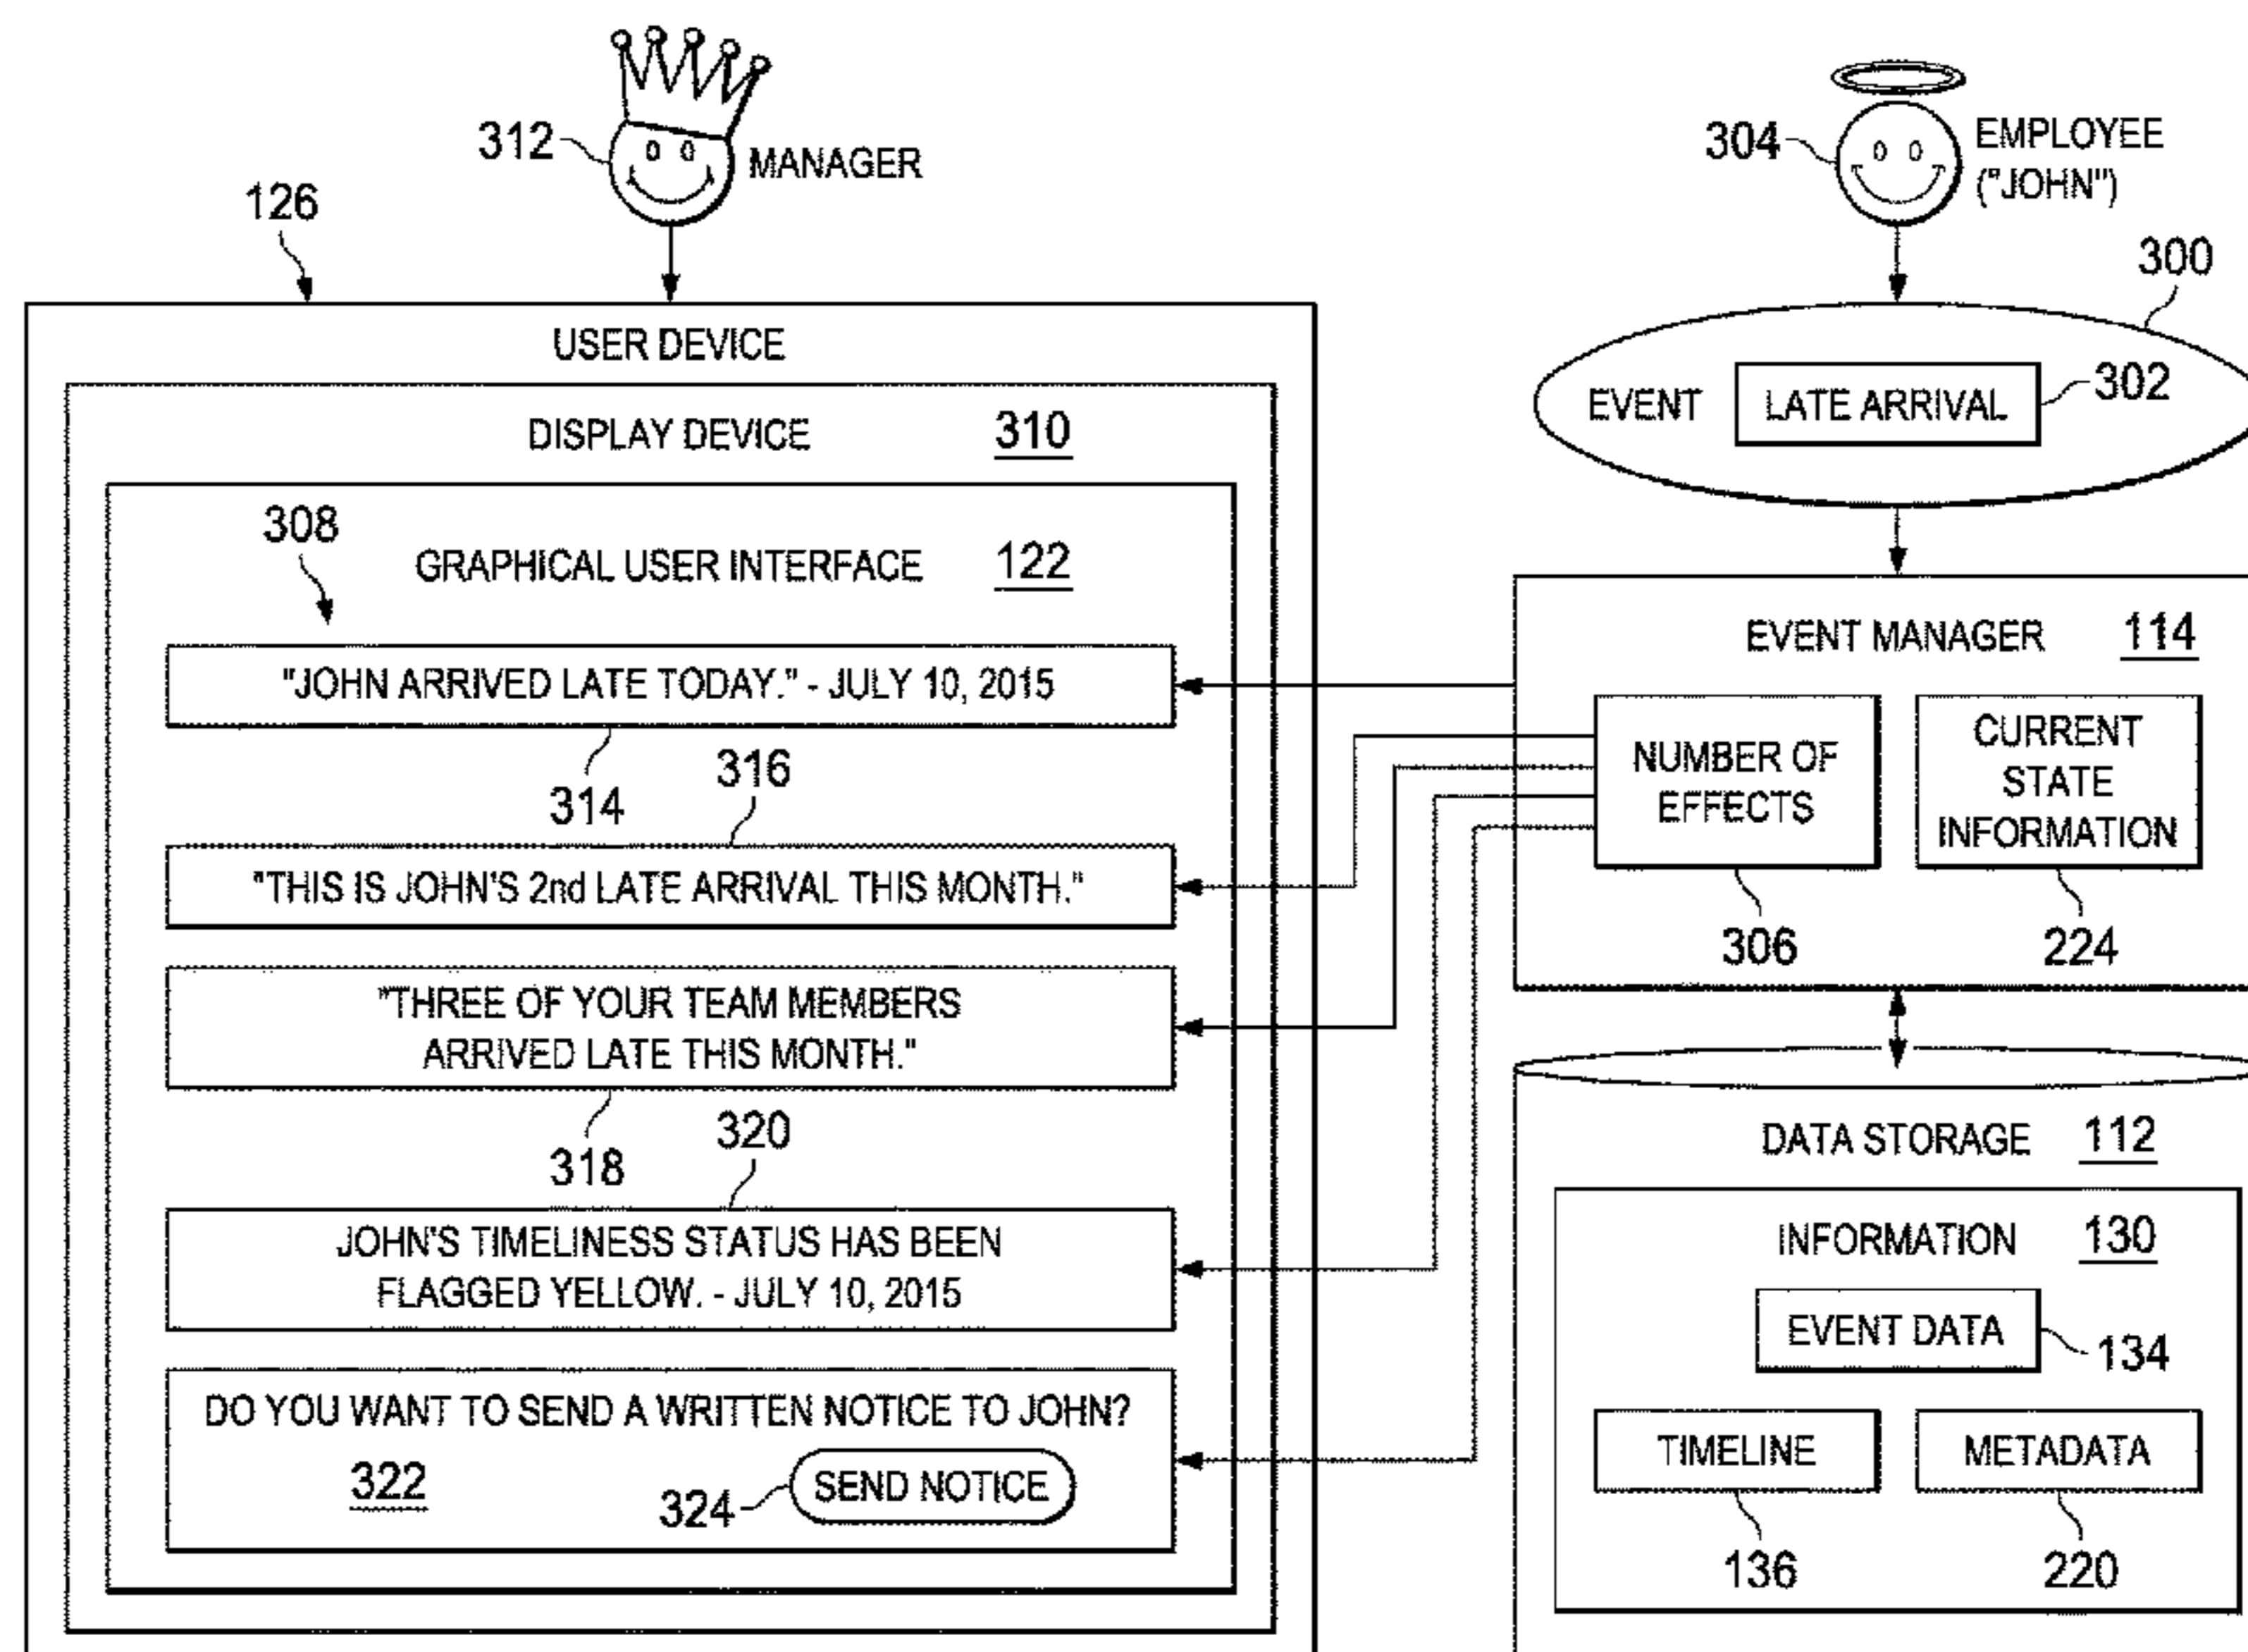 312
MANAGER
126
USER DEVICE
DISPLAY DEVICE 310
308
GRAPHICAL USER INTERFACE 122
"JOHN ARRIVED LATE TODAY." - JULY 10, 2015
314
316
"THIS IS JOHN'S 2nd LATE ARRIVAL THIS MONTH."
"THREE OF YOUR TEAM MEMBERS
ARRIVED LATE THIS MONTH."
318
320
JOHN'S TIMELINESS STATUS HAS BEEN
FLAGGED YELLOW. - JULY 10, 2015
DO YOU WANT TO SEND A WRITTEN NOTICE TO JOHN?
322
324
SEND NOTICE
304
EMPLOYEE
("JOHN")
300
EVENT
LATE ARRIVAL
302
EVENT MANAGER 114
NUMBER OF
EFFECTS
306
CURRENT
STATE
INFORMATION
224
DATA STORAGE 112
INFORMATION 130
EVENT DATA
134
TIMELINE
136
METADATA
220